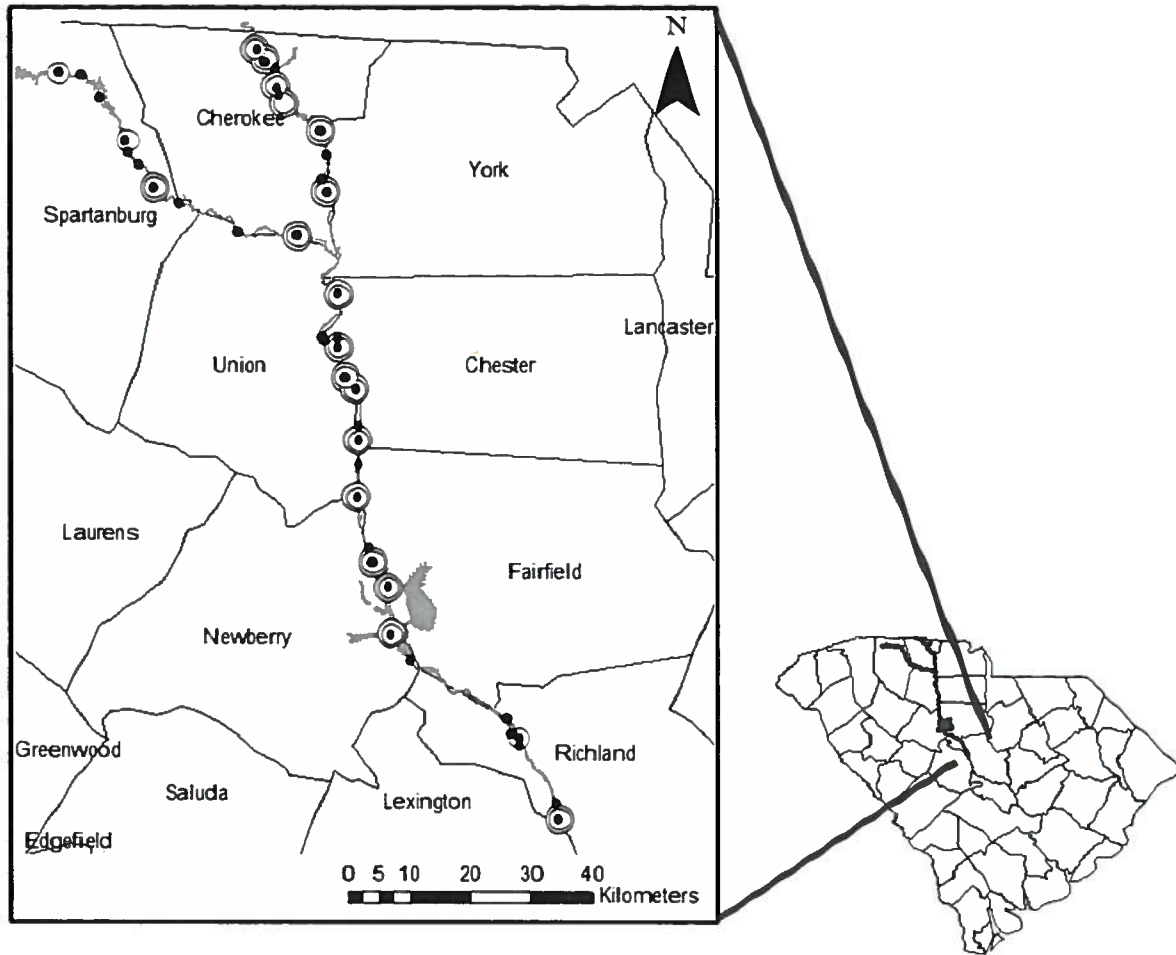 N
Cherokee
York
Spartanburg
Lancaster
Union
Chester
Laurens
Fairfield
Newberry
Greenwood
Richland
Saluda
Lexington
Edgefield
0 5 10 20 30 40
Kilometers